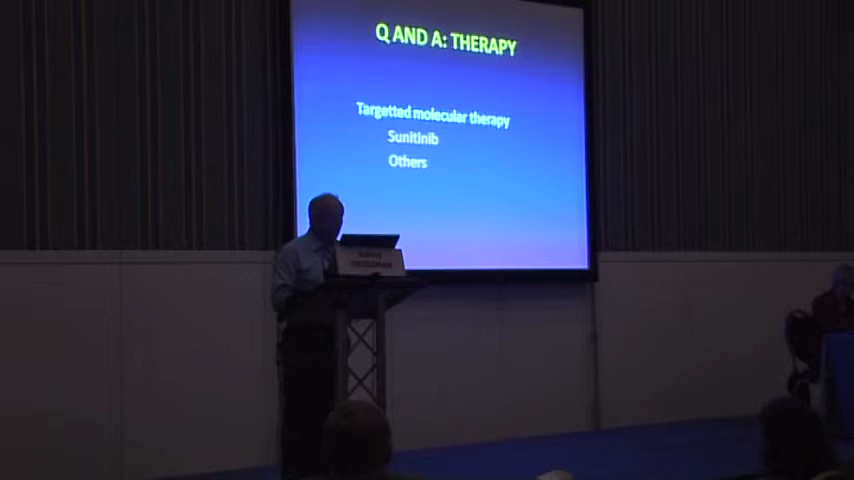 Q AND A: THERAPY
Targetted molecular therapy
Sunitinib
Others